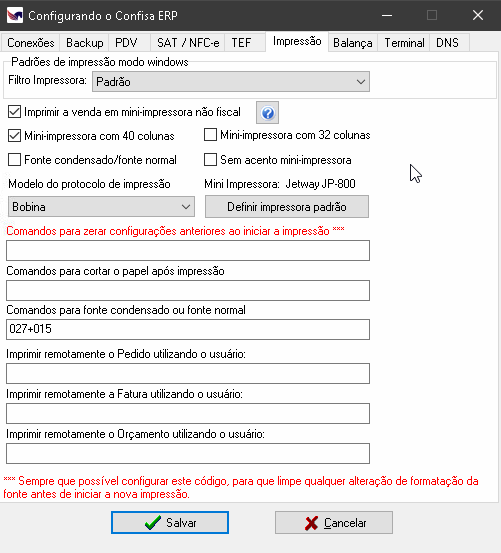 Configurando o Confisa ERP
Conexões Backup PDV SAT / NFC-e TEF Impressão Balança Terminal DNS
Padrões de impressão modo windows
Filtro Impressora: Padrão
Imprimir a venda em mini-impressora não fiscal
Mini-impressora com 40 colunas Mini-impressora com 32 colunas
Fonte condensado/fonte normal Sem acento mini-impressora
Modelo do protocolo de impressão Mini Impressora: Jetway JP-800
Bobina Definir impressora padrão
Comandos para zerar configurações anteriores ao iniciar a impressão ***
Comandos para cortar o papel após impressão
Comandos para fonte condensado ou fonte normal
027+015
Imprimir remotamente o Pedido utilizando o usuário:
Imprimir remotamente a Fatura utilizando o usuário:
Imprimir remotamente o Orçamento utilizando o usuário:
*** Sempre que possível configurar este código, para que limpe qualquer alteração de formatação da
fonte antes de iniciar a nova impressão.
Salvar Cancelar